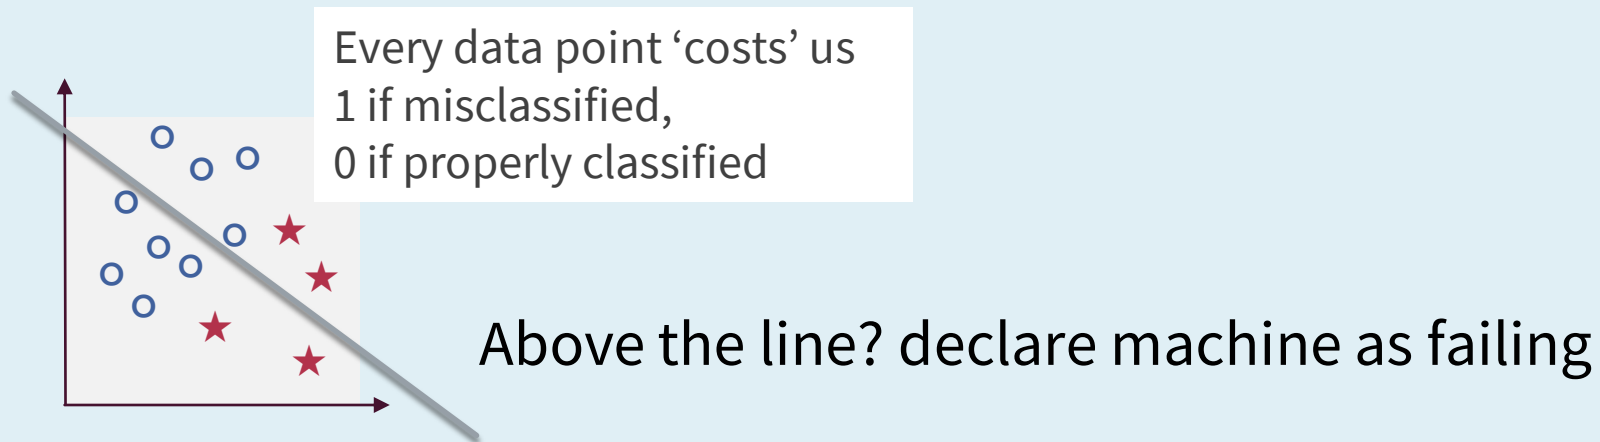 Every data point ‘costs’ us
1 if misclassified,
0 if properly classified
Above the line? declare machine as failing